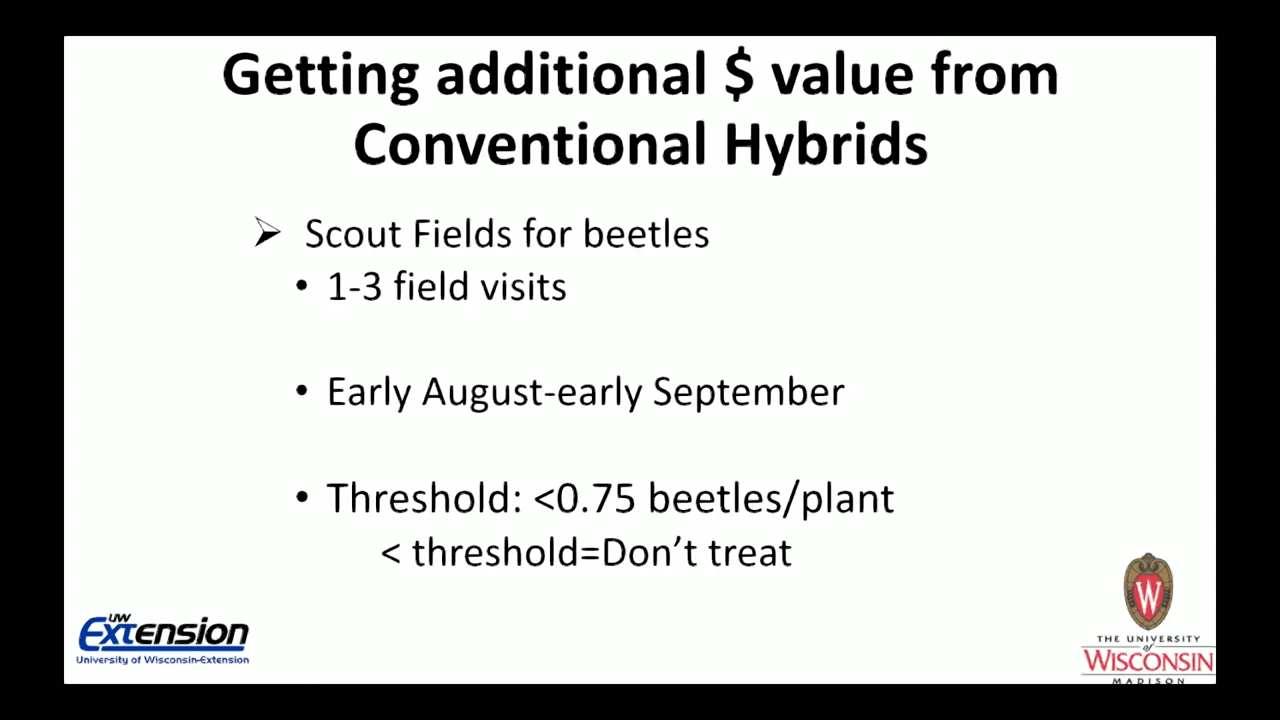 Getting additional $ value from
Conventional Hybrids
➢ Scout Fields for beetles
• 1-3 field visits
• Early August-early September
• Threshold: <0.75 beetles/plant
< threshold=Don’t treat
UW
Extension
University of Wisconsin-Extension
W
THE UNIVERSITY
of
WISCONSIN
MADISON